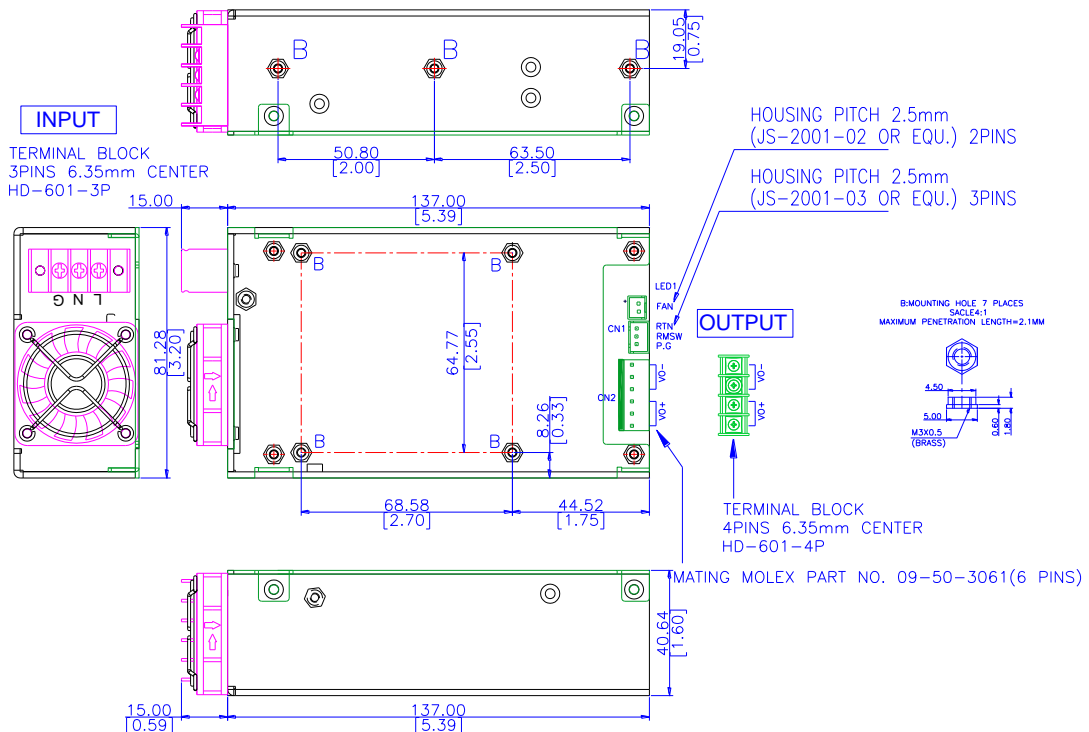 B
B
B
19.05
[0.75]
INPUT
TERMINAL BLOCK
3PINS 6.35mm CENTER
HD-601-3P
50.80
[2.00]
63.50
[2.50]
HOUSING PITCH 2.5mm
(JS-2001-02 OR EQU.) 2PINS
HOUSING PITCH 2.5mm
(JS-2001-03 OR EQU.) 3PINS
15.00
137.00
[5.39]
L N G
81.28
[3.20]
B
B
B
B
64.77
[2.55]
8.26
[0.33]
LED1
FAN
CN1
RTN
RMSW
P.G
CN2
VO-
VO+
OUTPUT
VO-
VO+
B:MOUNTING HOLE 7 PLACES
SACLE4:1
MAXIMUM PENETRATION LENGTH=2.1MM
4.50
5.00
0.60
1.80
M3X0.5
(BRASS)
68.58
[2.70]
44.52
[1.75]
TERMINAL BLOCK
4PINS 6.35mm CENTER
HD-601-4P
MATING MOLEX PART NO. 09-50-3061(6 PINS)
40.64
[1.60]
15.00
[0.59]
137.00
[5.39]